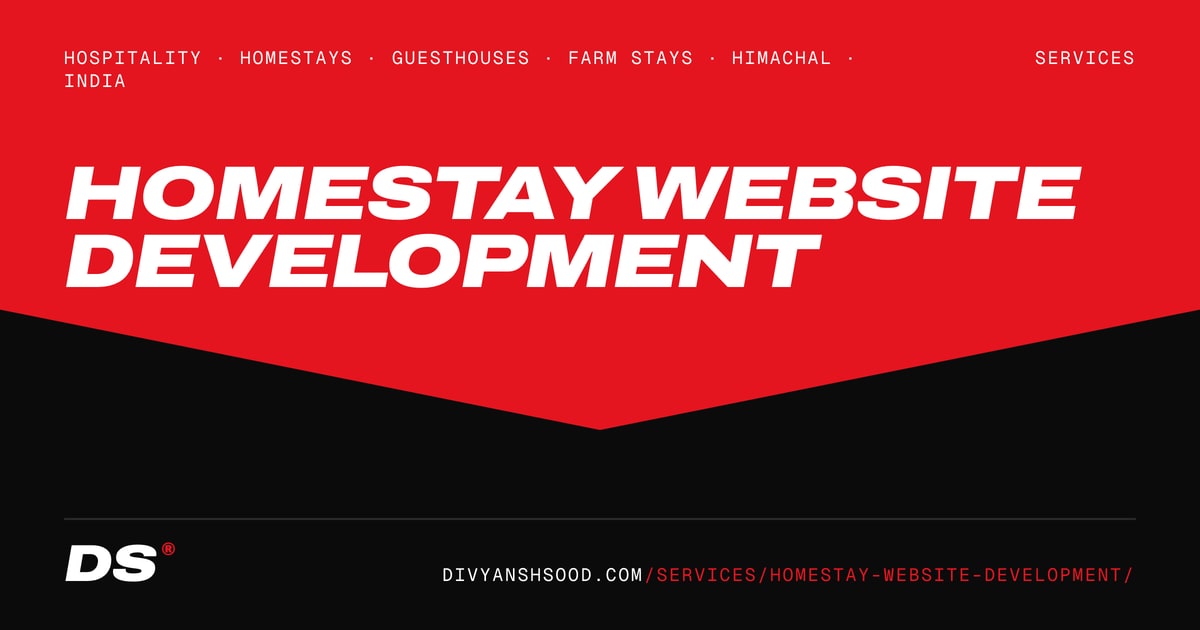 HOSPITALITY · HOMESTAYS · GUESTHOUSES · FARM STAYS · HIMACHAL ·
INDIA
SERVICES
HOMESTAY WEBSITE
DEVELOPMENT
DS®
DIVYANSHSOOD.COM/SERVICES/HOMESTAY-WEBSITE-DEVELOPMENT/